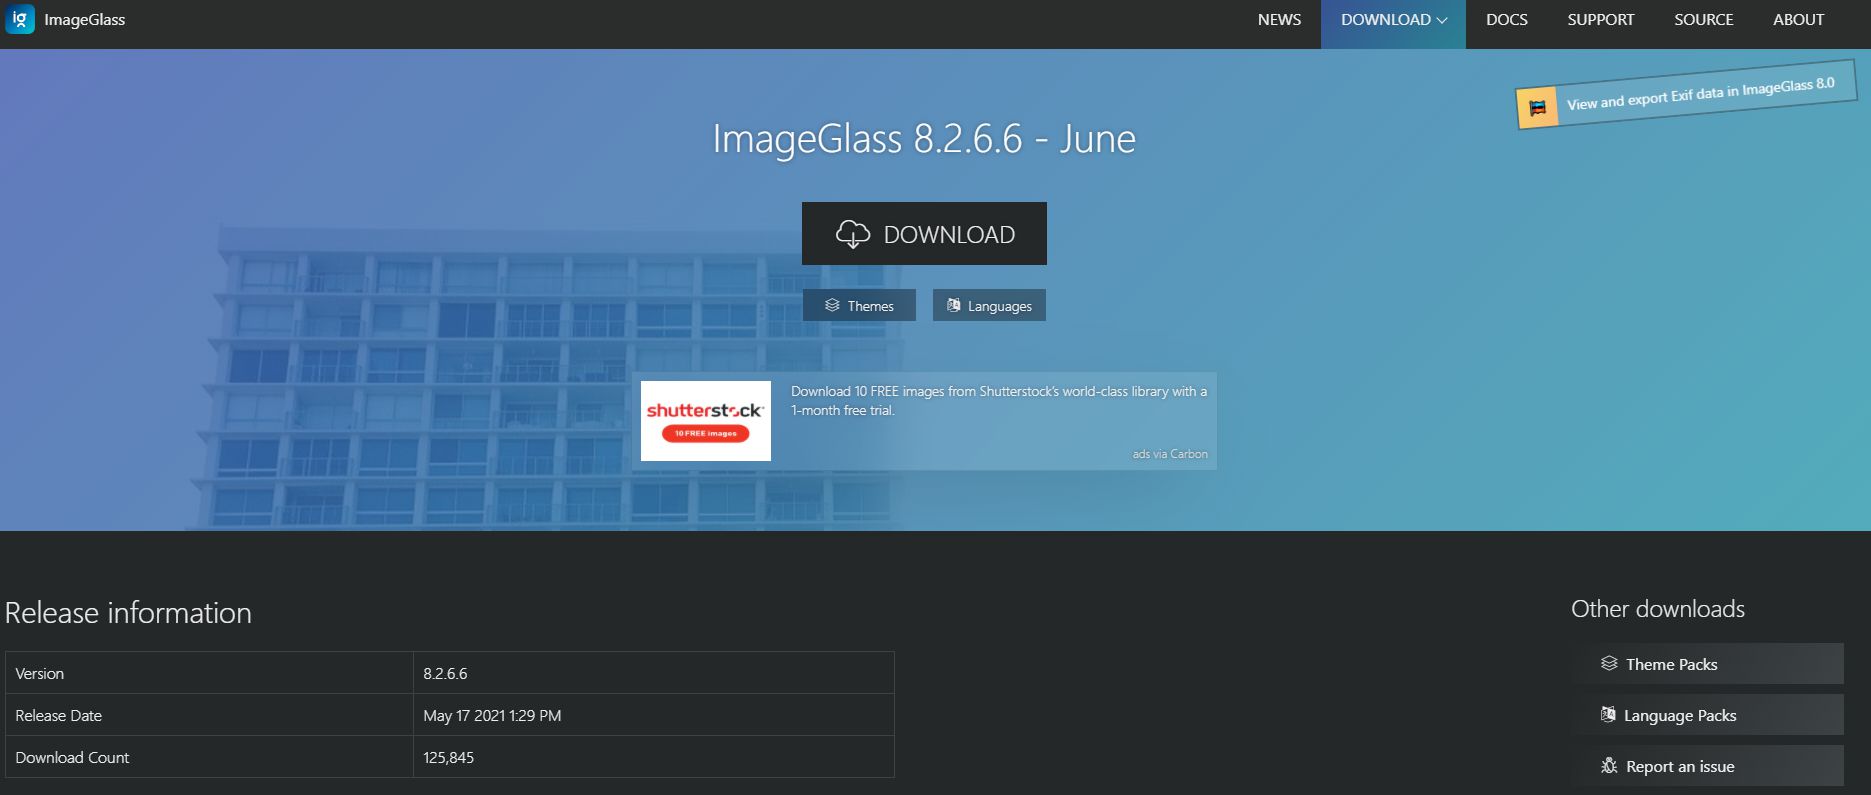 ImageGlass
NEWS
DOWNLOAD
DOCS
SUPPORT
SOURCE
ABOUT
View and export Exif data in ImageGlass 8.0
ImageGlass 8.2.6.6 - June
DOWNLOAD
Themes
Languages
shutterstock
10 FREE images
Download 10 FREE images from Shutterstock's world-class library with a
1-month free trial.
ads via Carbon
Release information
Version
8.2.6.6
Release Date
May 17 2021 1:29 PM
Download Count
125,845
Other downloads
Theme Packs
Language Packs
Report an issue